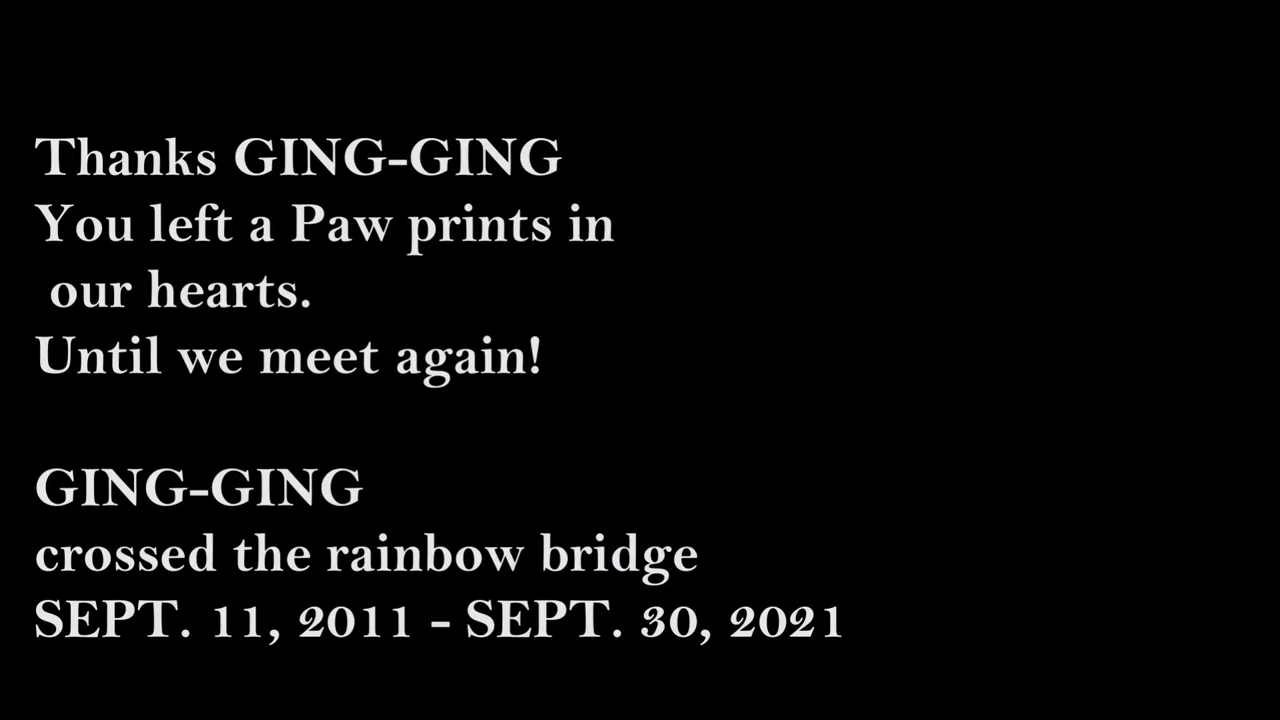 Thanks GING-GING
You left a Paw prints in
our hearts.
Until we meet again!
GING-GING
crossed the rainbow bridge
SEPT. 11, 2011 - SEPT. 30, 2021